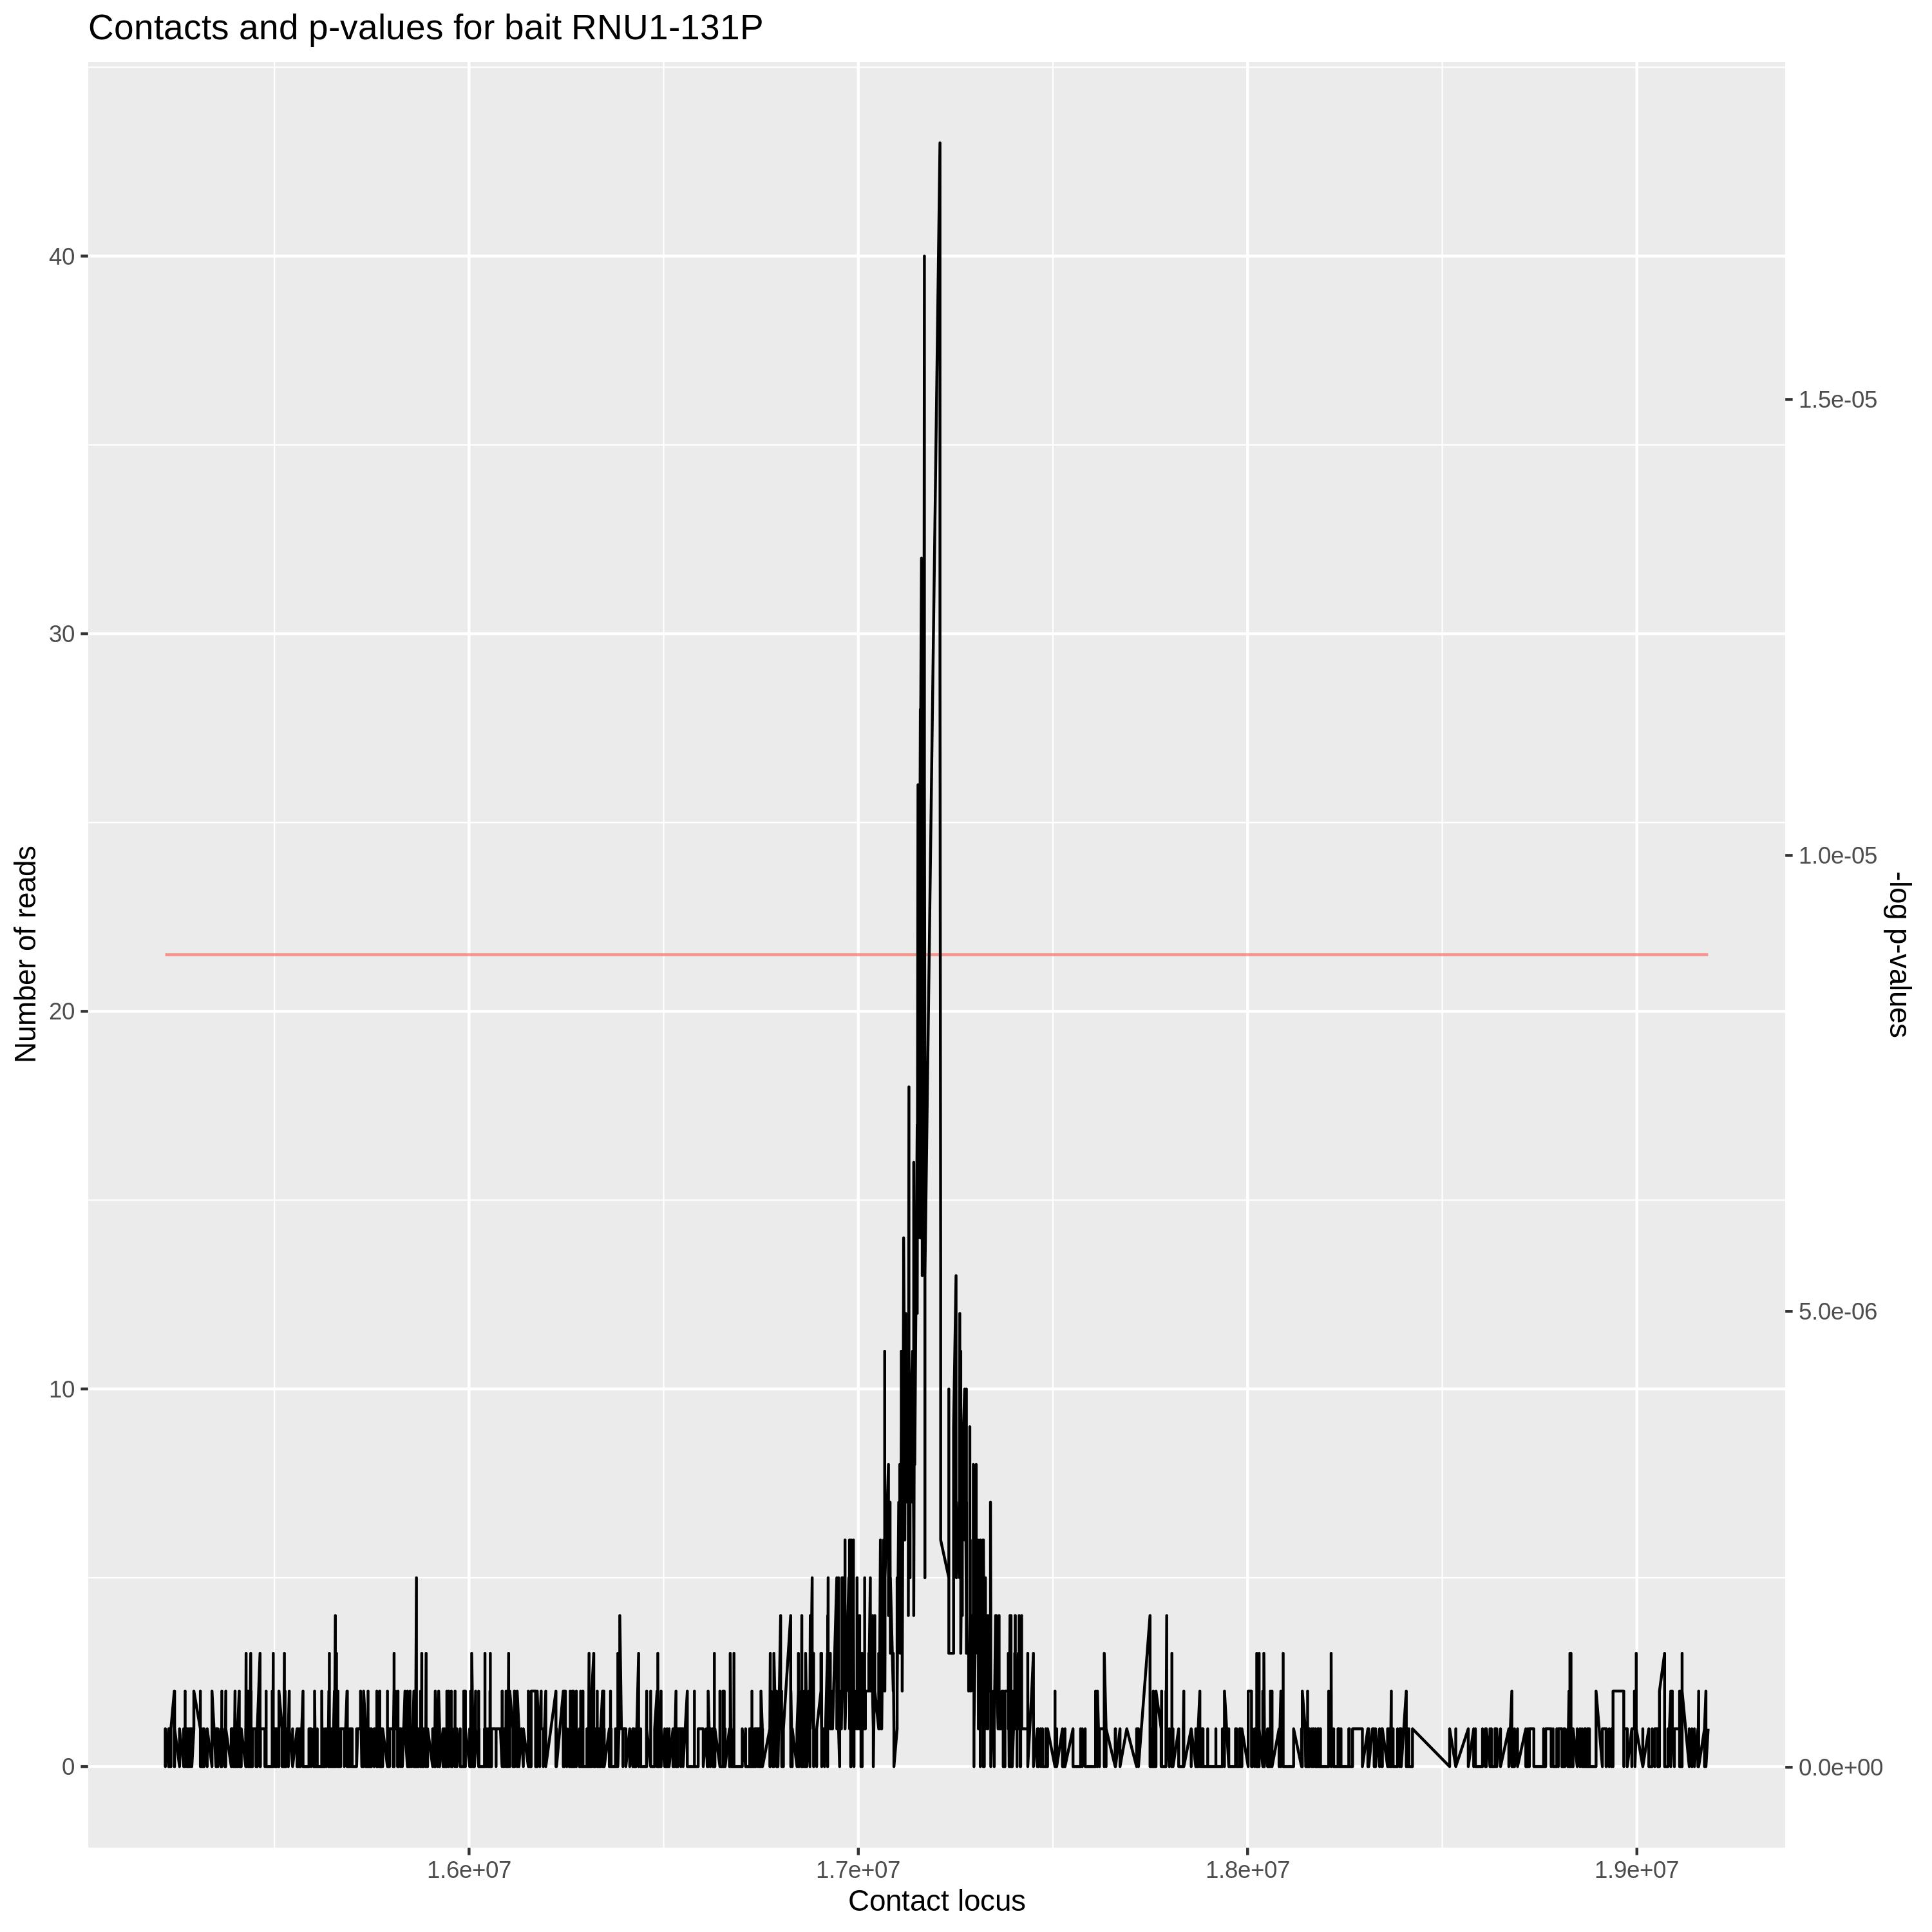 Contacts and p-values for bait RNU1-131P
Number of reads
40
30
20
10
0
1.5e-05
1.0e-05
5.0e-06
0.0e+00
-log p-values
1.6e+07
1.7e+07
1.8e+07
1.9e+07
Contact locus